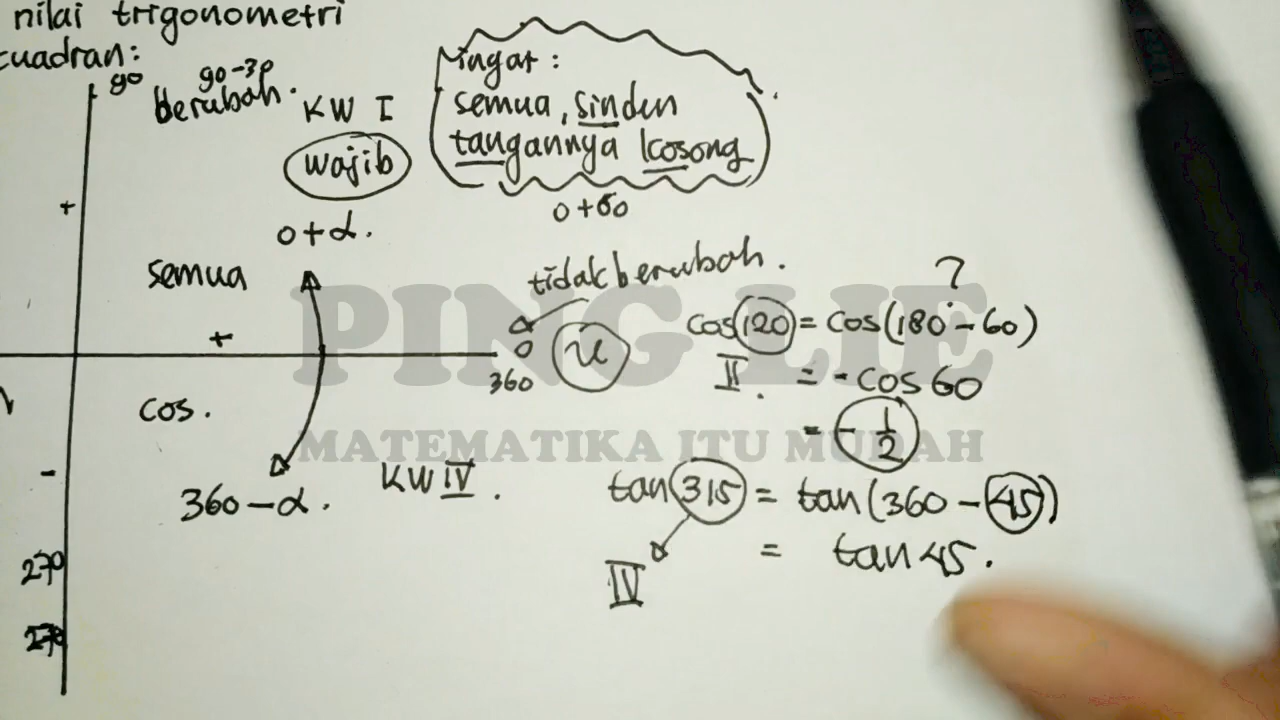 nilai trigonometri
cuadran:
90
90-30
berubah.
KW I
wajib
0+α.
ingat:
semua, sinden
tangannya kosong
0+60
+
semua
+
tidak berubah.
0
360
cos.
-
360-α.
KW IV.
270
270
?
cos(120) = cos(180°-60)
II. = -cos 60
= -1/2
tan(315) = tan(360-45)
= tan 45.
IV
PING LIE
MATEMATIKA ITU MUDAH